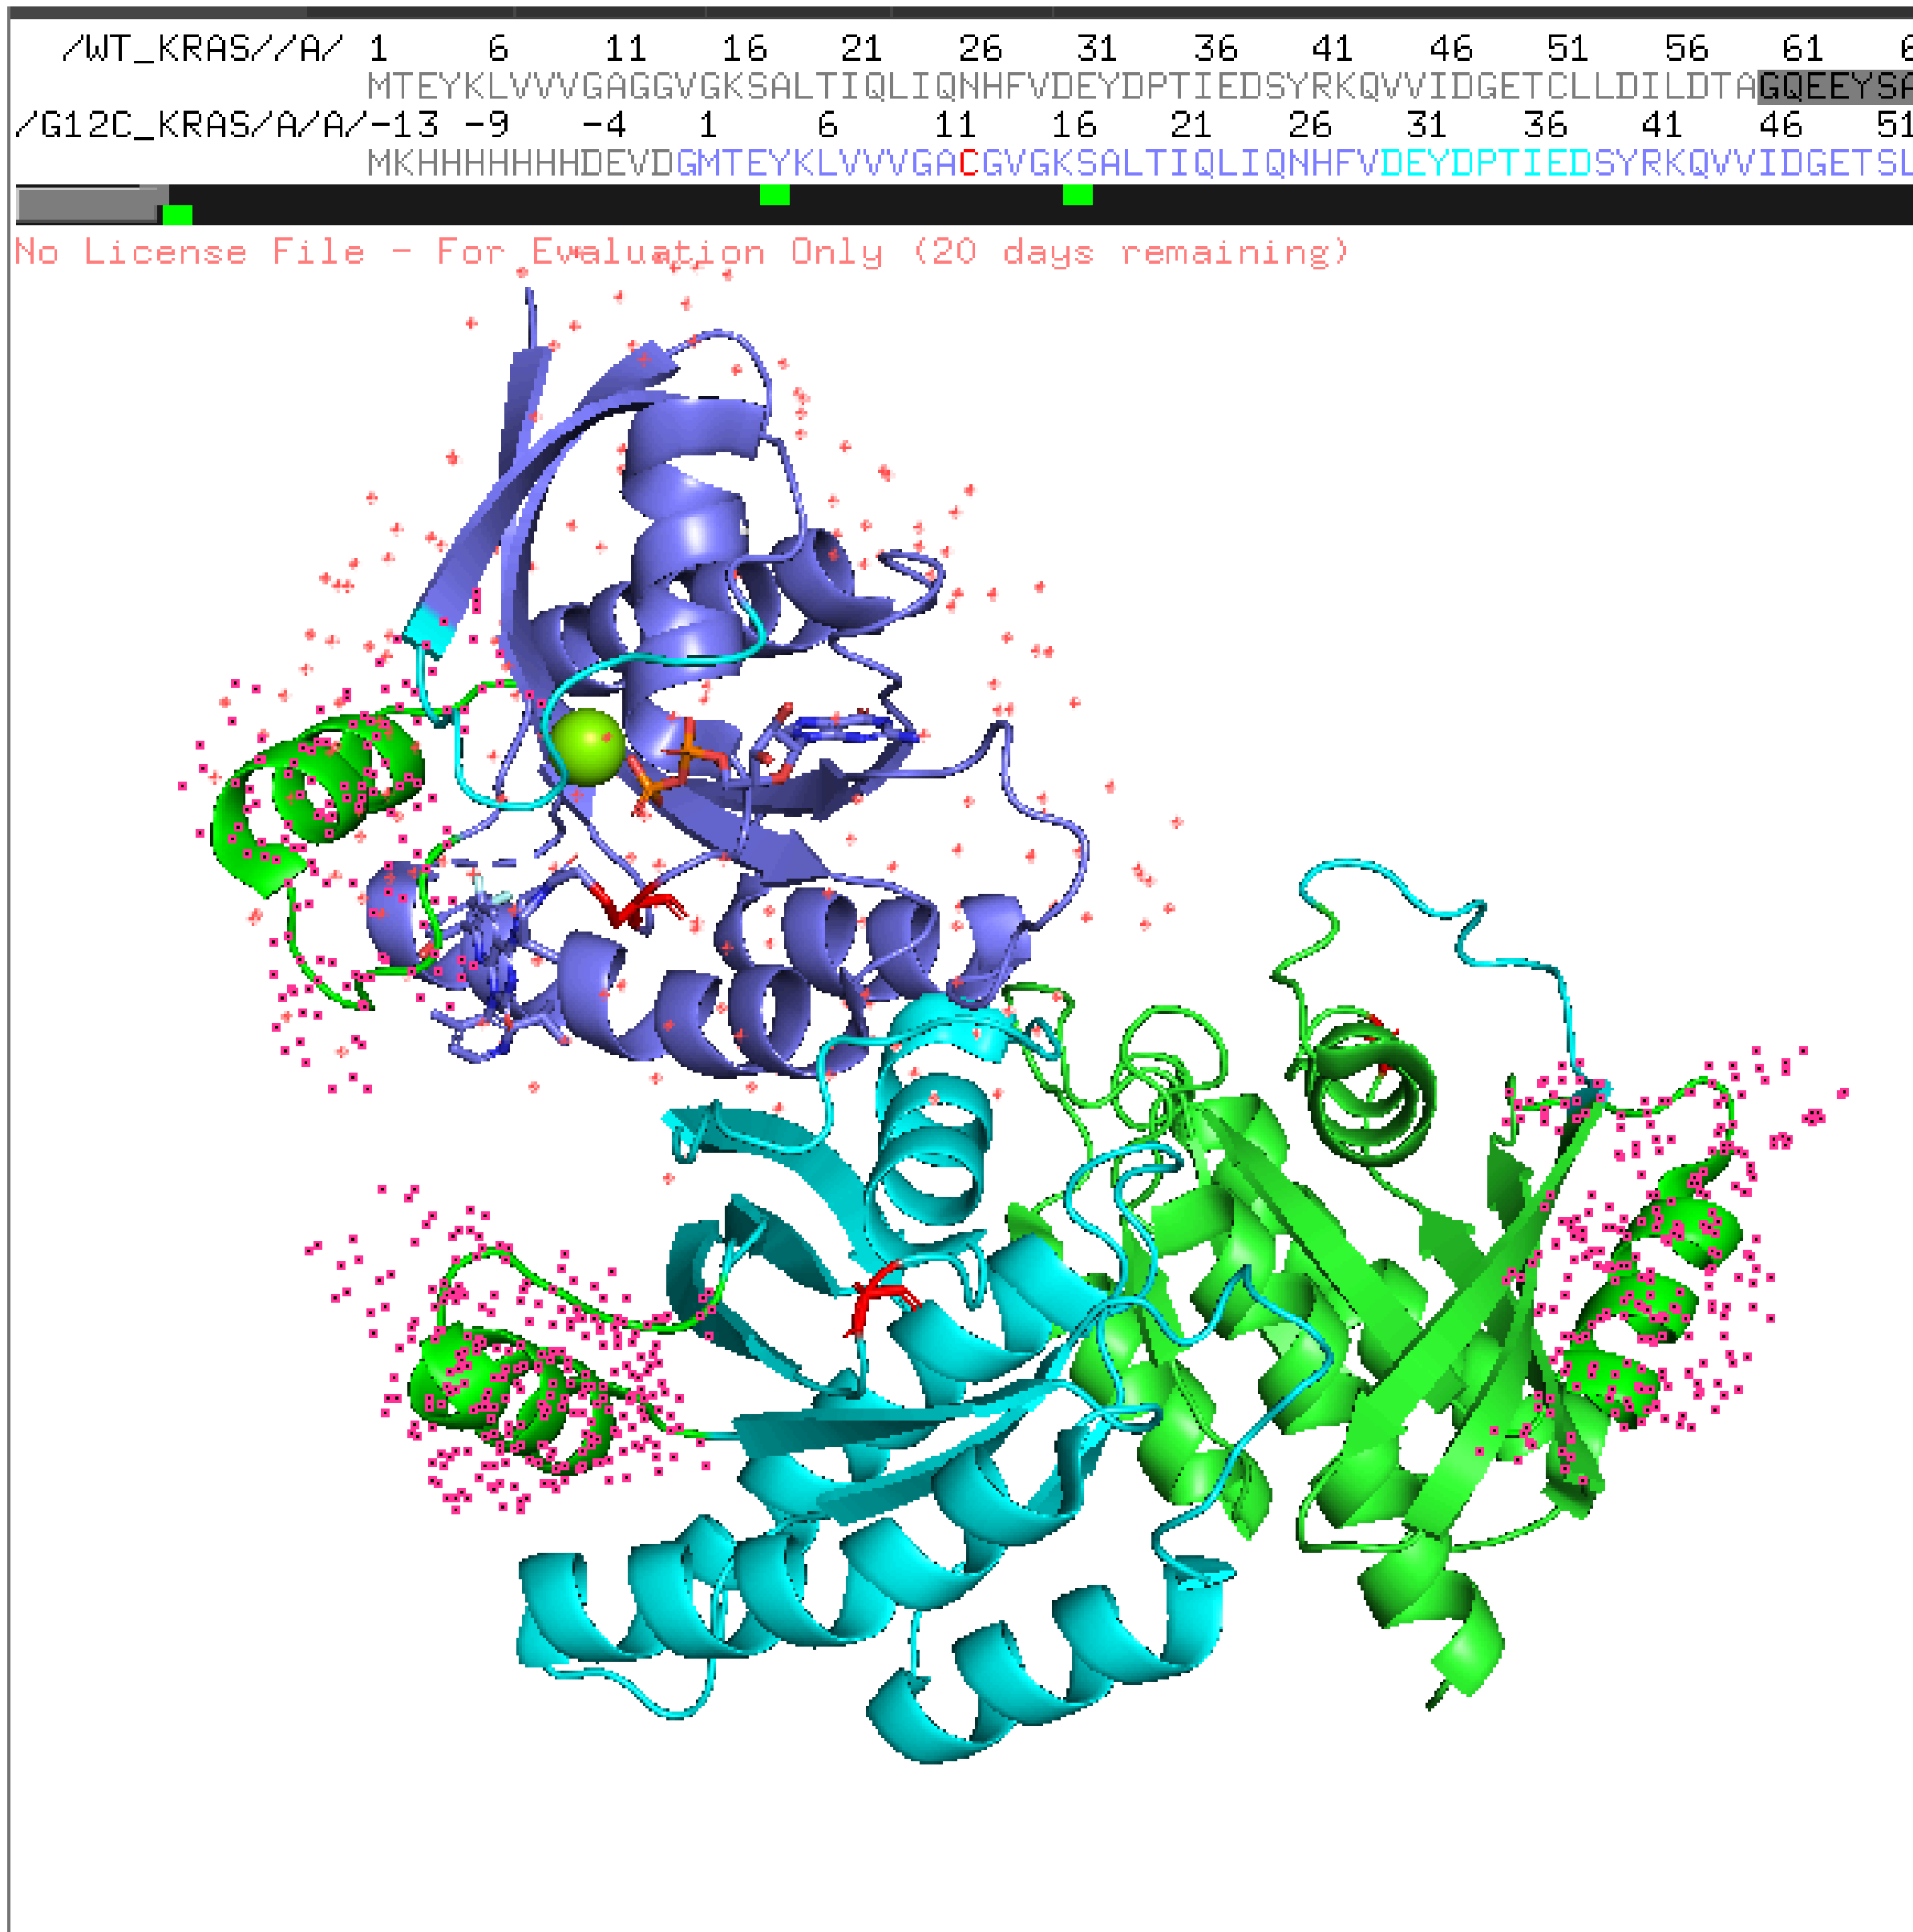 /WT_KRAS//A/ 1 6 11 16 21 26 31 36 41 46 51 56 61 6
MTEYKLVVVGAGGVGKSALTIQLIQNHFVDEYDPTIEDSYRKQVVIDGETCLLDILDTAGQEEYSA
/G12C_KRAS/A/A/-13 -9 -4 1 6 11 16 21 26 31 36 41 46 51
MKHHHHHHHDEVDGMTEYKLVVVGACGVGKSALTIQLIQNHFVDEYDPTIEDSYRKQVVIDGETSL
No License File - For Evaluation Only (20 days remaining)